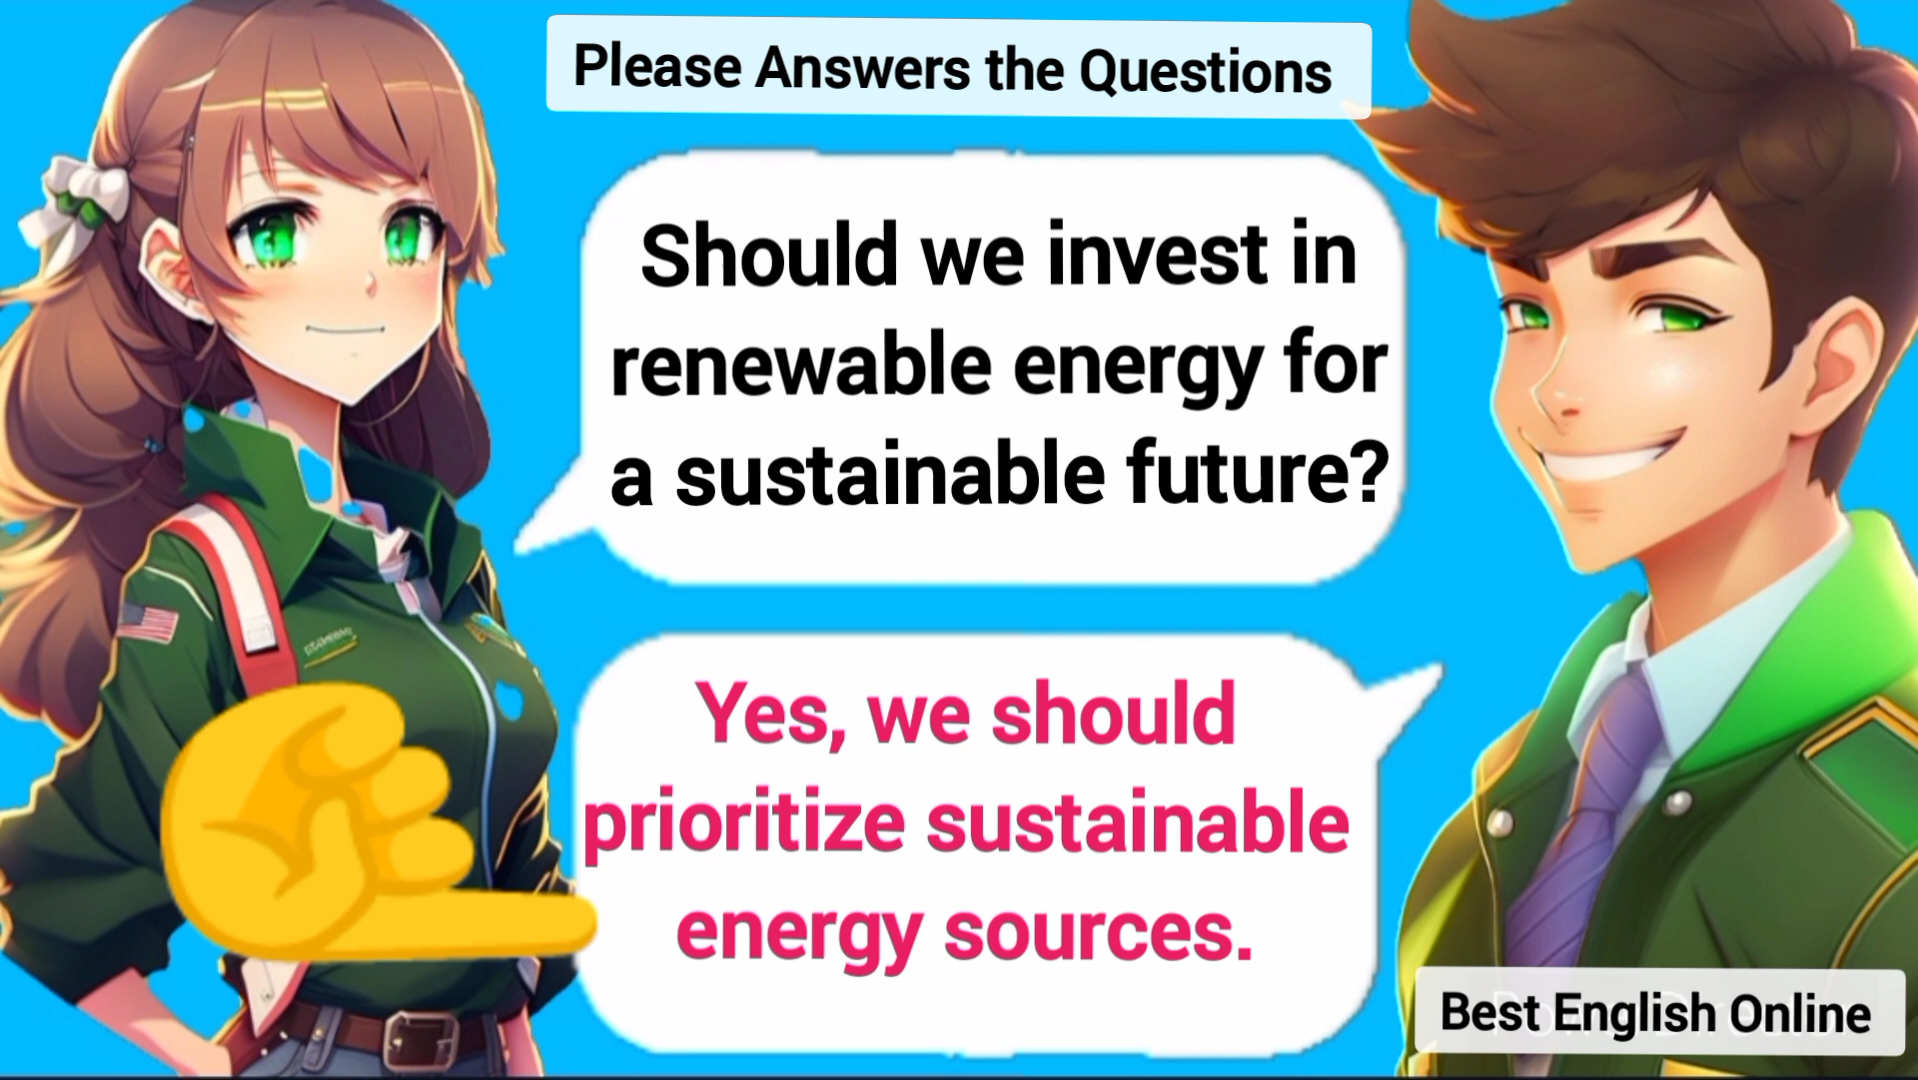 Please Answers the Questions
Should we invest in
renewable energy for
a sustainable future?
Yes, we should
prioritize sustainable
energy sources.
Best English Online